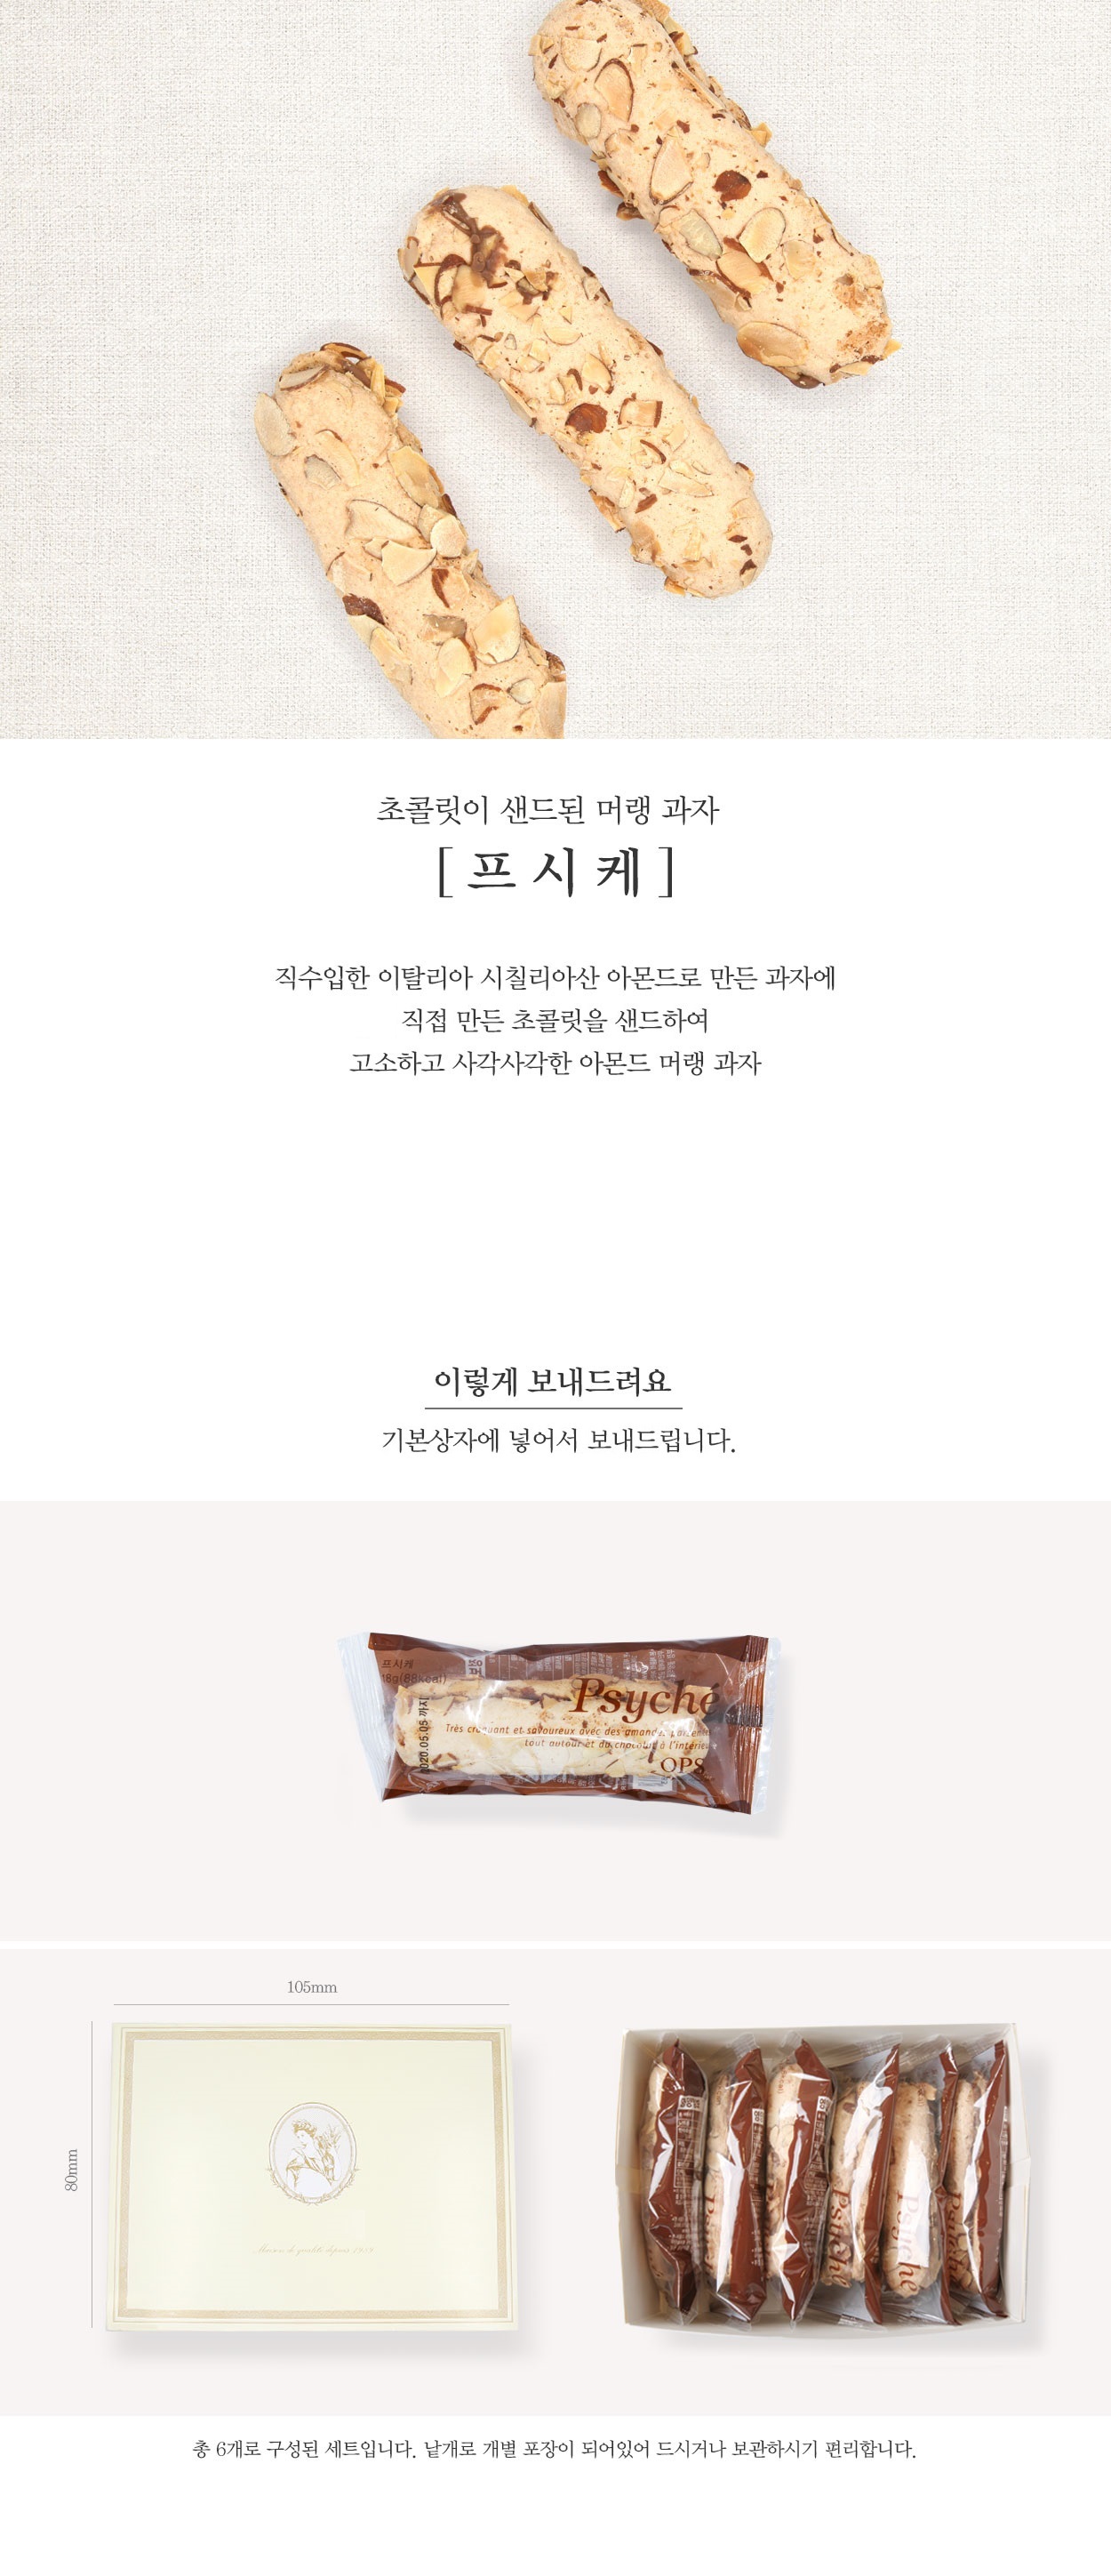 초콜릿이 샌드된 머랭 과자
[ 프 시 케 ]
직수입한 이탈리아 시칠리아산 아몬드로 만든 과자에
직접 만든 초콜릿을 샌드하여
고소하고 사각사각한 아몬드 머랭 과자
이렇게 보내드려요
기본상자에 넣어서 보내드립니다.
프시케
18g(88kcal)
2020.05.05 까지
Psyché
Très craquant et savoureux avec des amandes
tout autour et du chocolat à l'intérieur
OPS
105mm
80mm
Psyché
Psyché
총 6개로 구성된 세트입니다. 낱개로 개별 포장이 되어있어 드시거나 보관하시기 편리합니다.